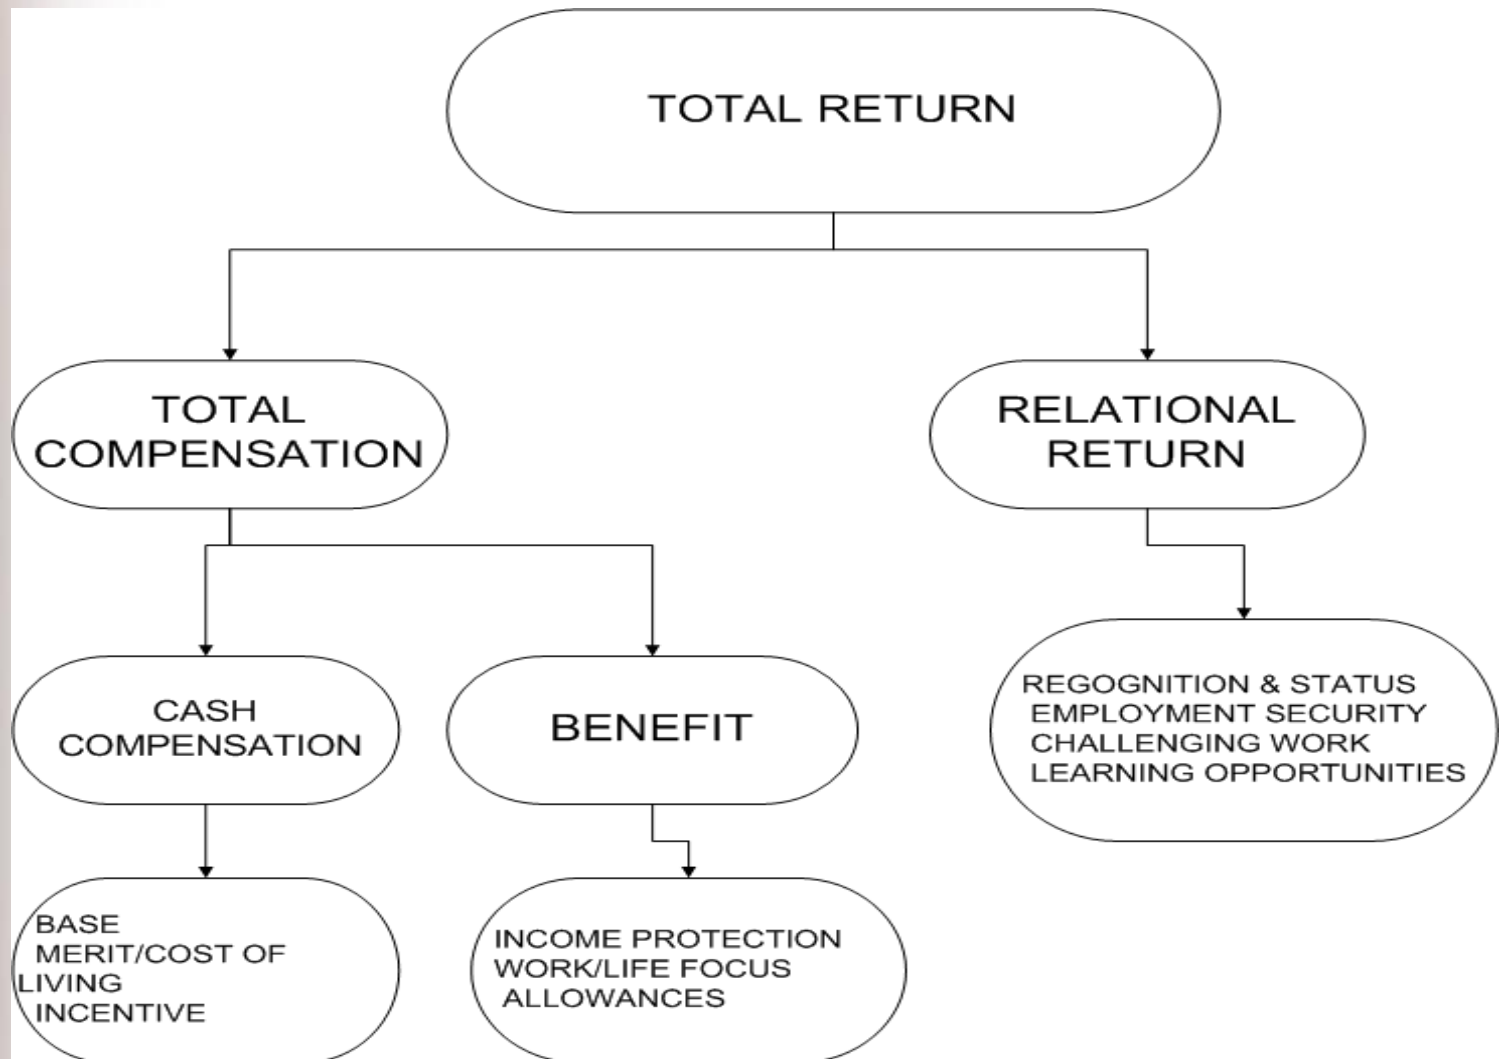 TOTAL RETURN
TOTAL
COMPENSATION
RELATIONAL
RETURN
CASH
COMPENSATION
BENEFIT
REGOGNITION & STATUS
EMPLOYMENT SECURITY
CHALLENGING WORK
LEARNING OPPORTUNITIES
BASE
MERIT/COST OF
LIVING
INCENTIVE
INCOME PROTECTION
WORK/LIFE FOCUS
ALLOWANCES